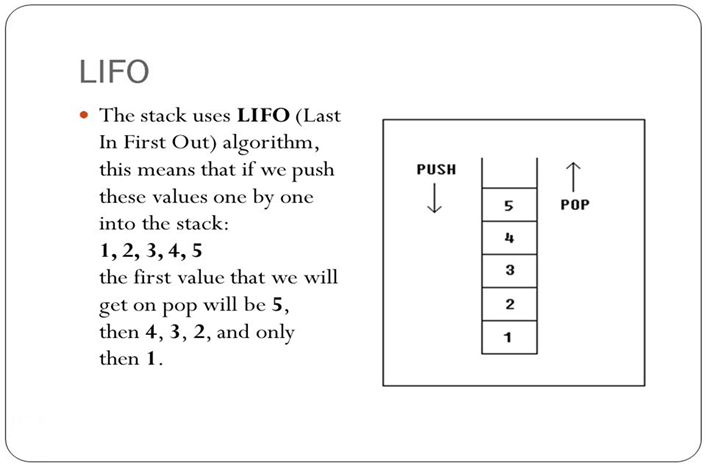 LIFO
• The stack uses LIFO (Last
In First Out) algorithm,
this means that if we push
these values one by one
into the stack:
1, 2, 3, 4, 5
the first value that we will
get on pop will be 5,
then 4, 3, 2, and only
then 1.
PUSH
POP
5
4
3
2
1